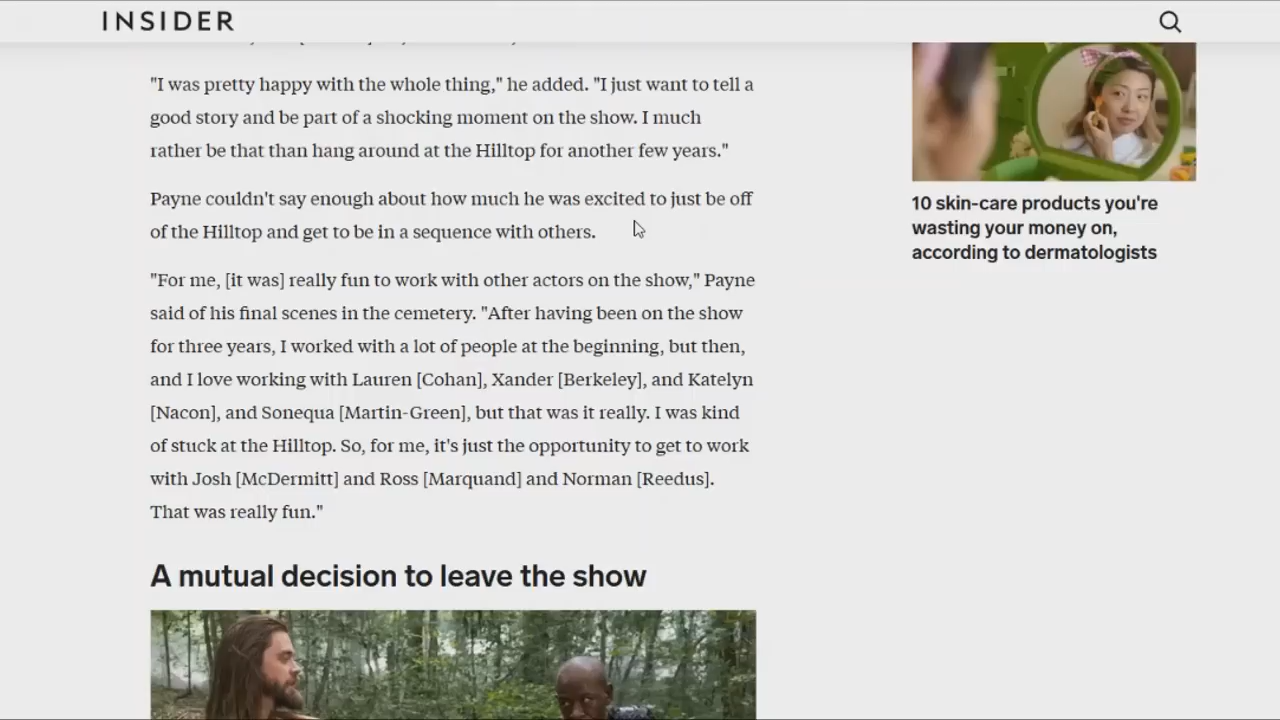 INSIDER
"I was pretty happy with the whole thing," he added. "I just want to tell a
good story and be part of a shocking moment on the show. I much
rather be that than hang around at the Hilltop for another few years."
Payne couldn't say enough about how much he was excited to just be off
of the Hilltop and get to be in a sequence with others.
"For me, [it was] really fun to work with other actors on the show," Payne
said of his final scenes in the cemetery. "After having been on the show
for three years, I worked with a lot of people at the beginning, but then,
and I love working with Lauren [Cohan], Xander [Berkeley], and Katelyn
[Nacon], and Sonequa [Martin-Green], but that was it really. I was kind
of stuck at the Hilltop. So, for me, it's just the opportunity to get to work
with Josh [McDermitt] and Ross [Marquand] and Norman [Reedus].
That was really fun."
A mutual decision to leave the show
10 skin-care products you're
wasting your money on,
according to dermatologists